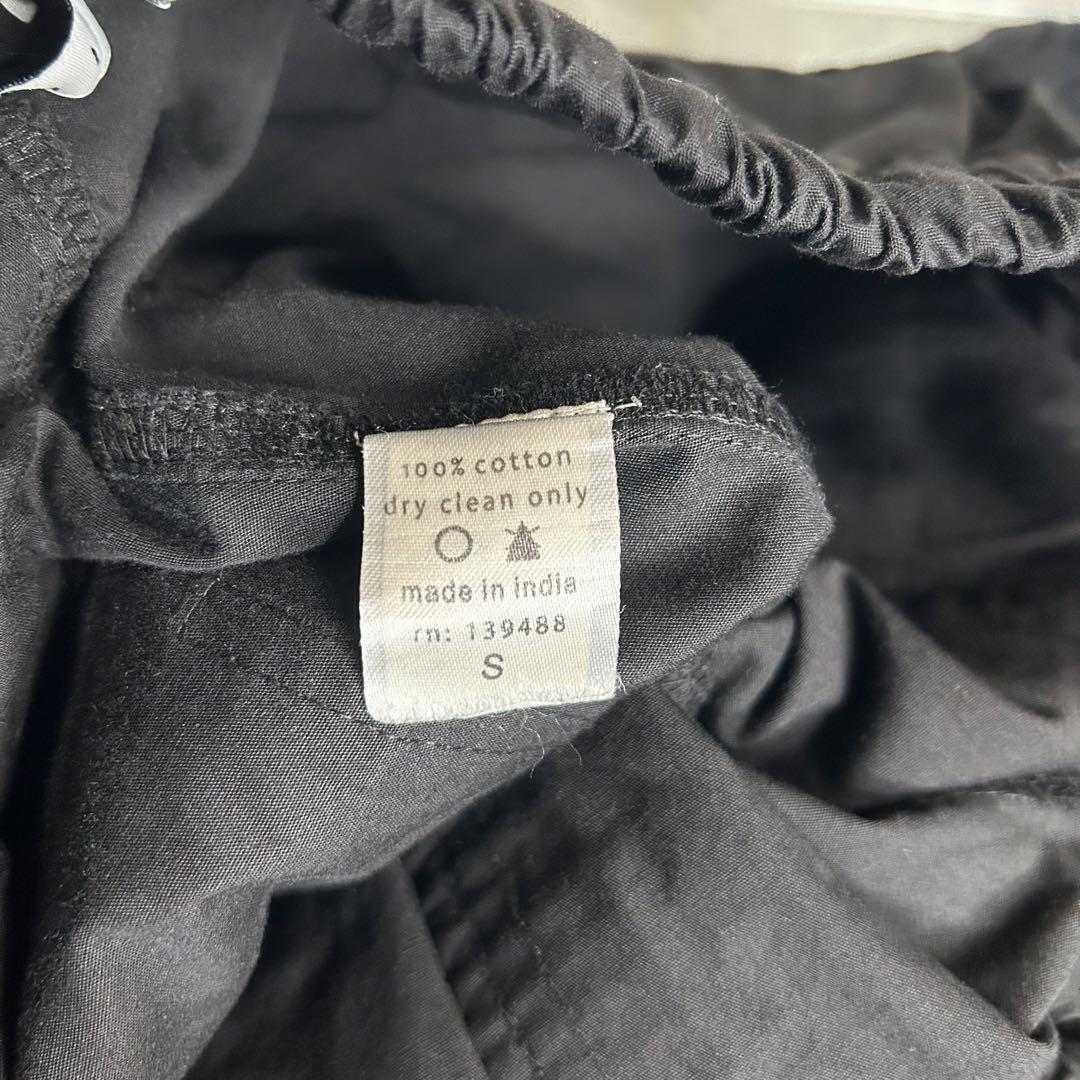 100% cotton
dry clean only
made in india
rn: 139488
S